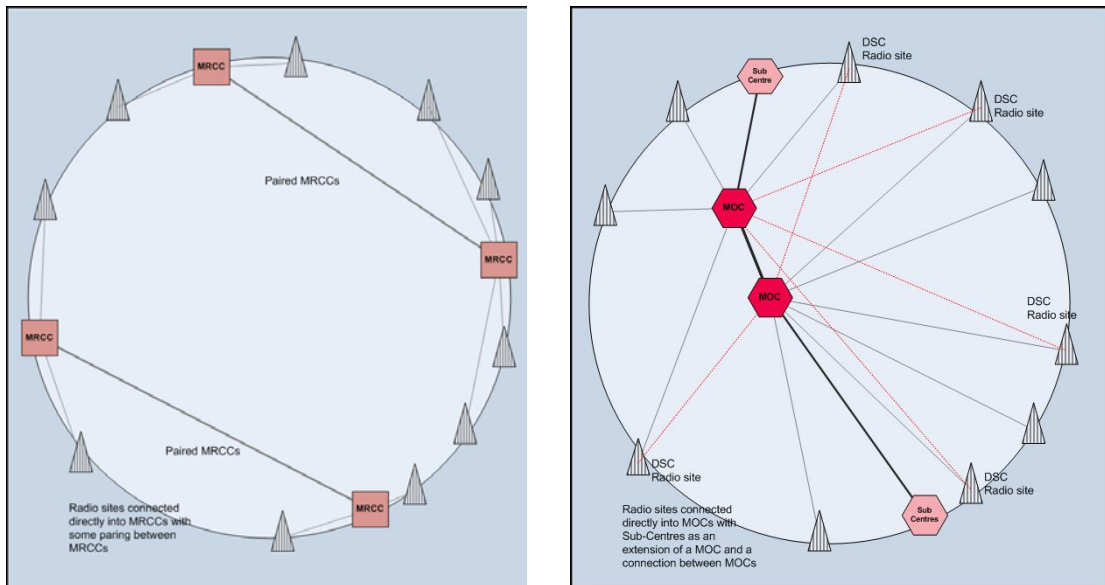 MRCC
Paired MRCCs
MRCC
MRCC
Paired MRCCs
MRCC
Radio sites connected
directly into MRCCs with
some paring between
MRCCs
DSC
Radio site
Sub
Centre
DSC
Radio site
MOC
MOC
DSC
Radio site
DSC
Radio site
DSC
Radio site
Sub
Centres
Radio sites connected
directly into MOCs with
Sub-Centres as an
extension of a MOC and a
connection between MOCs